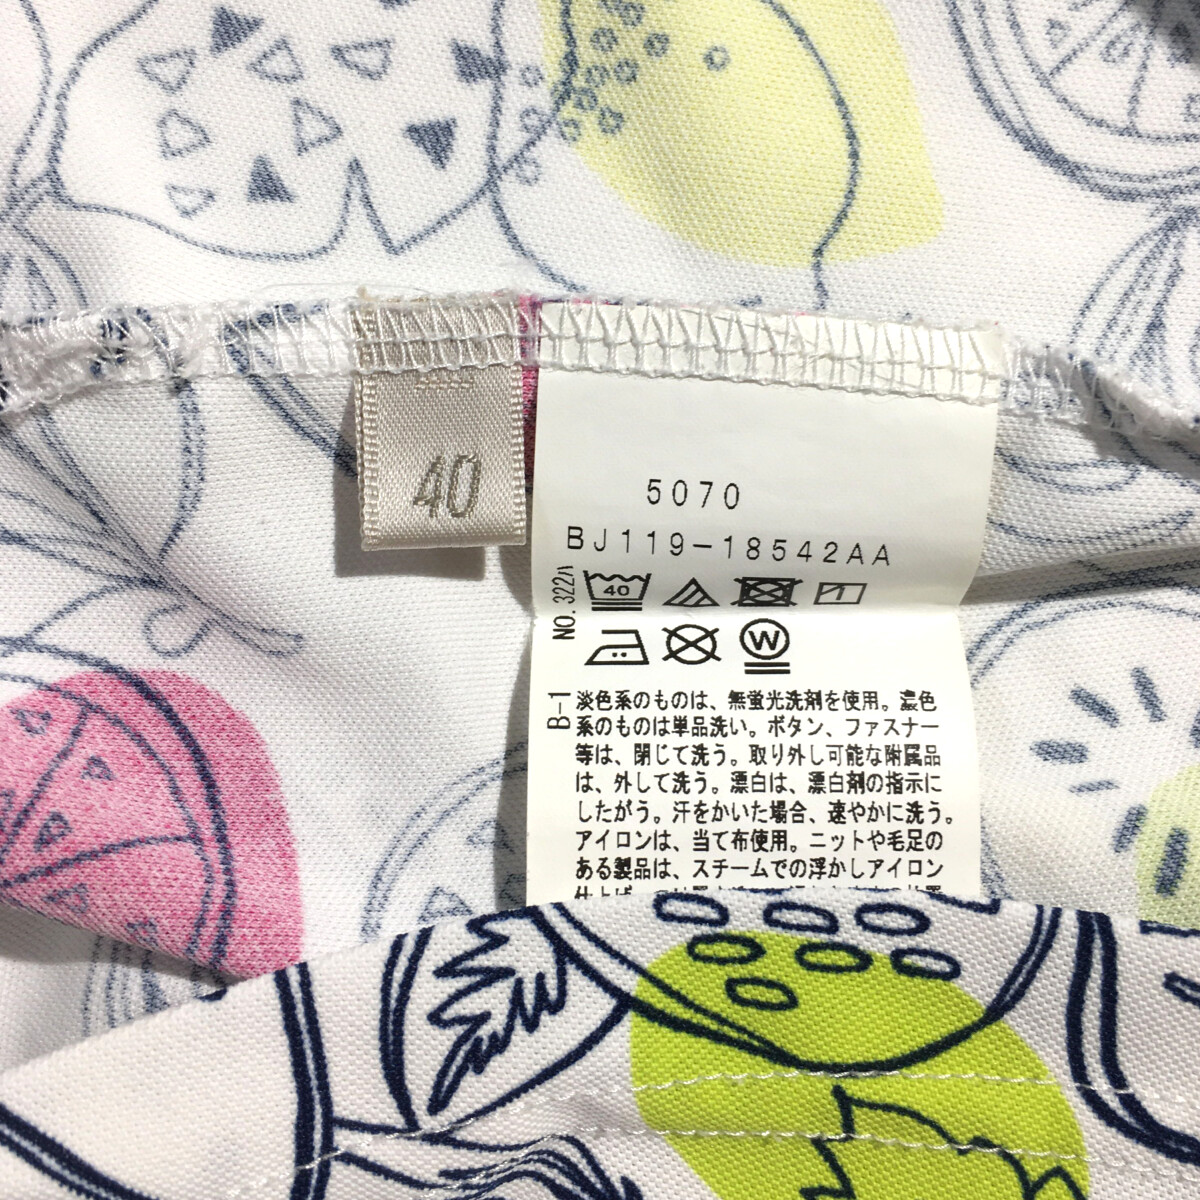 40
5070
BJ119-18542AA
NO.322ハ
40
1
W
B-1
淡色系のものは、無蛍光洗剤を使用。濃色
系のものは単品洗い。ボタン、ファスナー
等は、閉じて洗う。取り外し可能な附属品
は、外して洗う。漂白は、漂白剤の指示に
したがう。汗をかいた場合、速やかに洗う。
アイロンは、当て布使用。ニットや毛足の
ある製品は、スチームでの浮かしアイロン